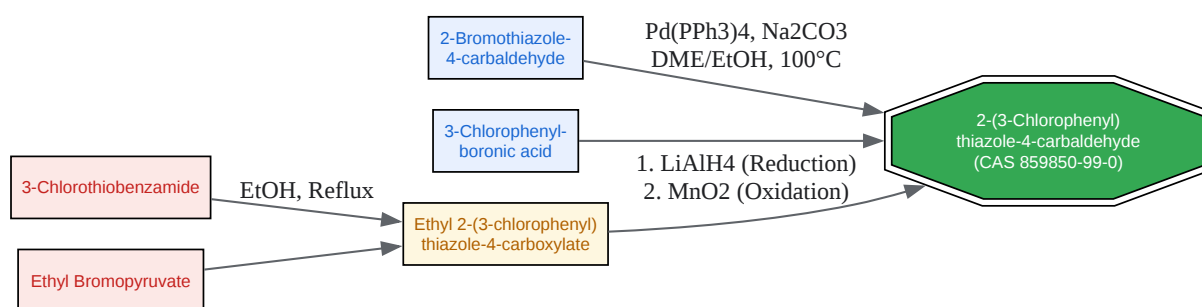 2-Bromothiazole-
4-carbaldehyde
Pd(PPh3)4, Na2CO3
DME/EtOH, 100°C
3-Chlorophenyl-
boronic acid
2-(3-Chlorophenyl)
thiazole-4-carbaldehyde
(CAS 859850-99-0)
1. LiAlH4 (Reduction)
2. MnO2 (Oxidation)
3-Chlorothiobenzamide
EtOH, Reflux
Ethyl 2-(3-chlorophenyl)
thiazole-4-carboxylate
Ethyl Bromopyruvate